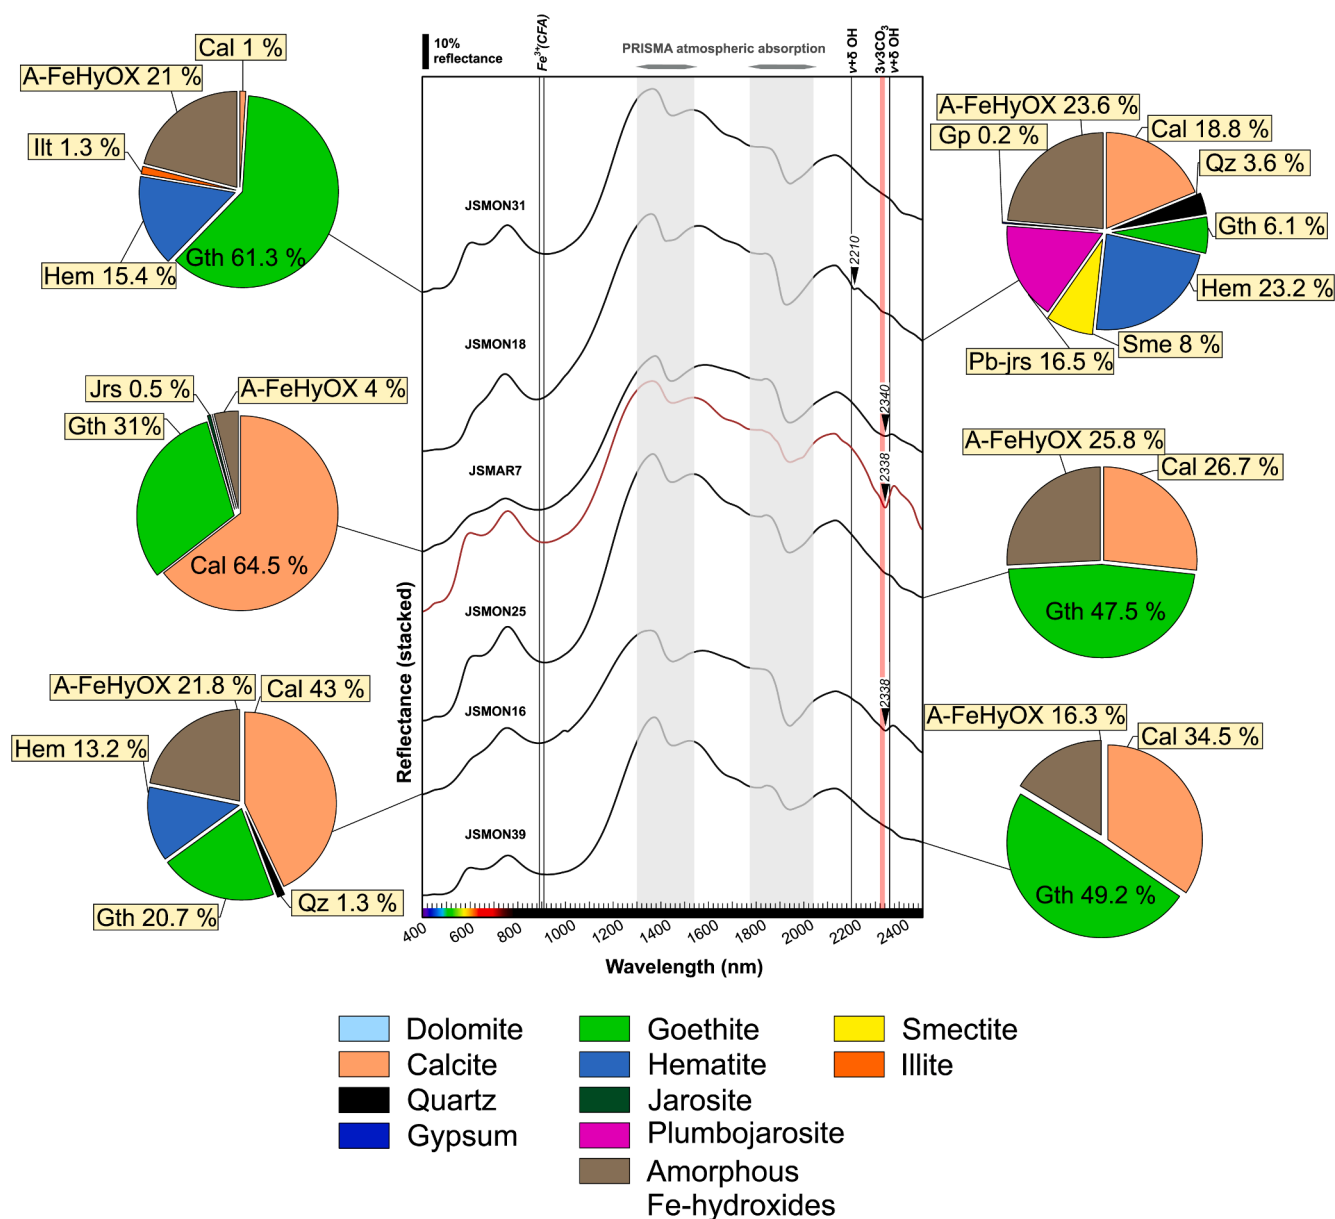 10%
reflectance
Fe³⁺(CFA)
PRISMA atmospheric absorption
ν+δ OH
3ν3CO₃
ν+δ OH
Cal 1 %
A-FeHyOX 21 %
Ilt 1.3 %
Hem 15.4 %
Gth 61.3 %
A-FeHyOX 23.6 %
Gp 0.2 %
Cal 18.8 %
Qz 3.6 %
Gth 6.1 %
Hem 23.2 %
Sme 8 %
Pb-jrs 16.5 %
JSMON31
2210
JSMON18
2340
Jrs 0.5 %
A-FeHyOX 4 %
Gth 31%
Cal 64.5 %
JSMAR7
2338
A-FeHyOX 25.8 %
Cal 26.7 %
Gth 47.5 %
JSMON25
A-FeHyOX 21.8 %
Cal 43 %
Hem 13.2 %
Gth 20.7 %
Qz 1.3 %
JSMON16
2338
A-FeHyOX 16.3 %
Cal 34.5 %
Gth 49.2 %
JSMON39
Reflectance (stacked)
400 600 800 1000 1200 1400 1600 1800 2000 2200 2400
Wavelength (nm)
Dolomite
Calcite
Quartz
Gypsum
Goethite
Hematite
Jarosite
Plumbojarosite
Amorphous
Fe-hydroxides
Smectite
Illite